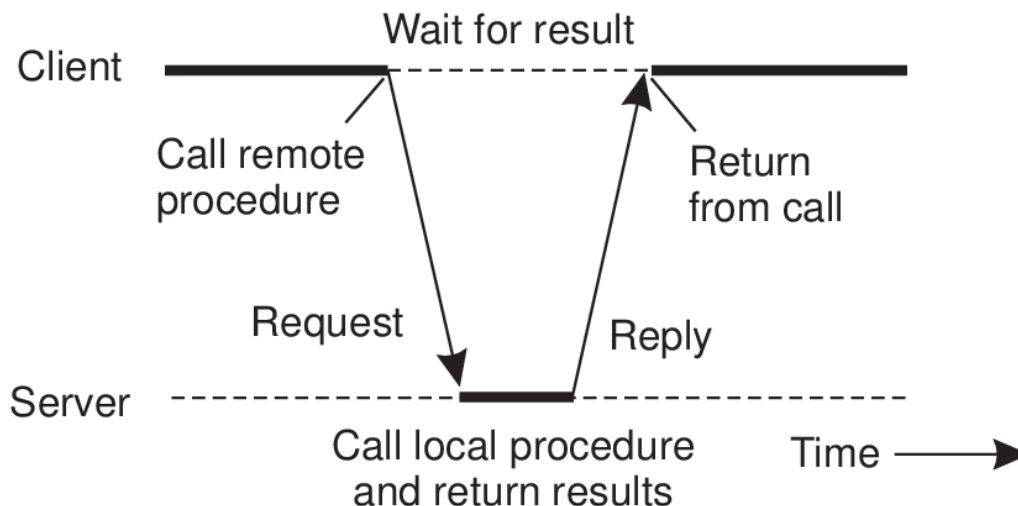 Wait for result
Client
Call remote
procedure
Return
from call
Request
Reply
Server
Call local procedure
and return results
Time